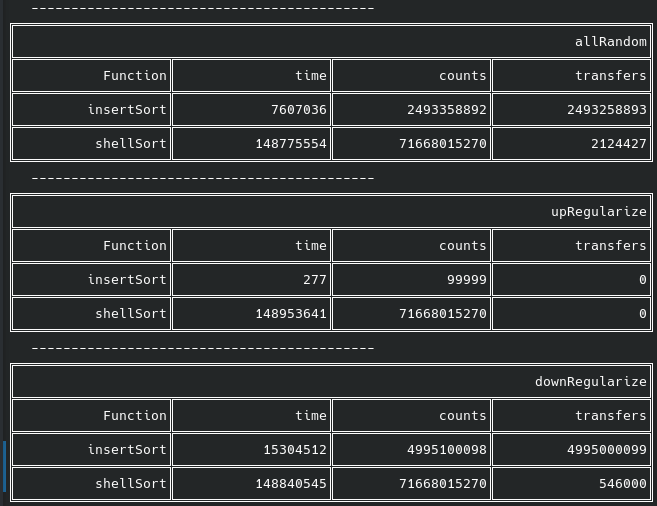 -------------------------------------------
allRandom
Function time counts transfers
insertSort 7607036 2493358892 2493258893
shellSort 148775554 71668015270 2124427
-------------------------------------------
upRegularize
Function time counts transfers
insertSort 277 99999 0
shellSort 148953641 71668015270 0
-------------------------------------------
downRegularize
Function time counts transfers
insertSort 15304512 4995100098 4995000099
shellSort 148840545 71668015270 546000